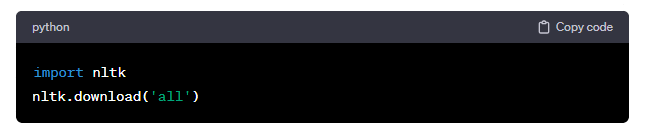 python
Copy code
import nltk
nltk.download('all')